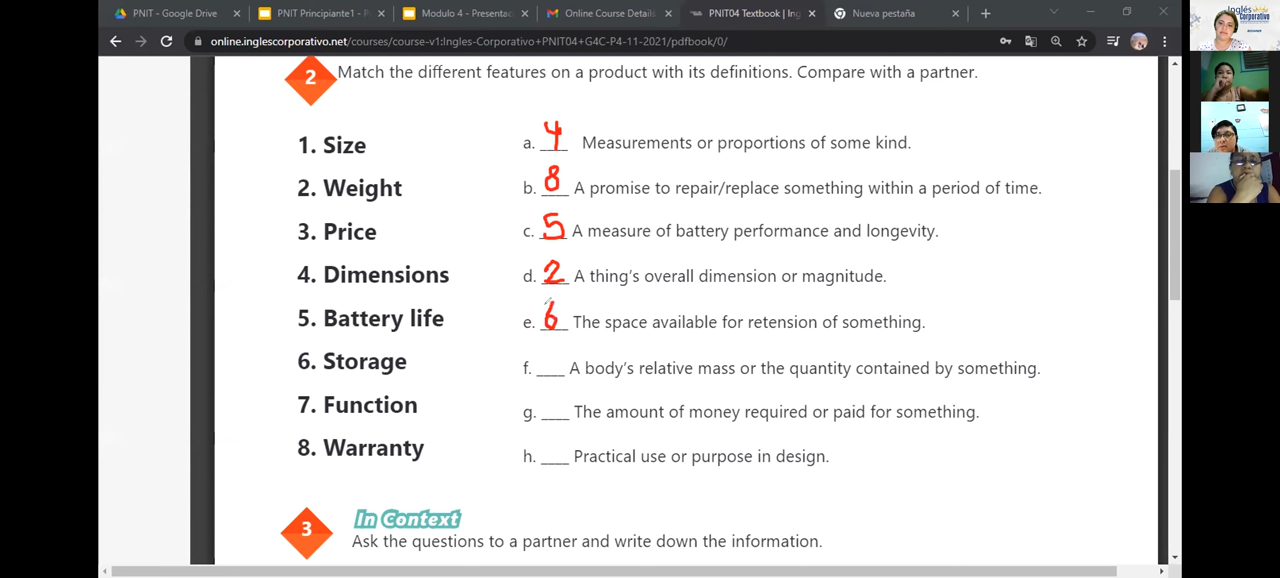 PNIT - Google Drive
PNIT Principiante1 - P
Modulo 4 - Presentac
Online Course Details
PNIT04 Textbook | Ing
Nueva pestaña
online.inglescorporativo.net/courses/course-v1:Ingles-Corporativo+PNIT04+G4C-P4-11-2021/pdfbook/0/
Inglés
Corporativo
2 Match the different features on a product with its definitions. Compare with a partner.
1. Size
a. 4 Measurements or proportions of some kind.
2. Weight
b. 8 A promise to repair/replace something within a period of time.
3. Price
c. 5 A measure of battery performance and longevity.
4. Dimensions
d. 2 A thing's overall dimension or magnitude.
5. Battery life
e. 6 The space available for retension of something.
6. Storage
f. ____ A body's relative mass or the quantity contained by something.
7. Function
g. ____ The amount of money required or paid for something.
8. Warranty
h. ____ Practical use or purpose in design.
3 In Context
Ask the questions to a partner and write down the information.